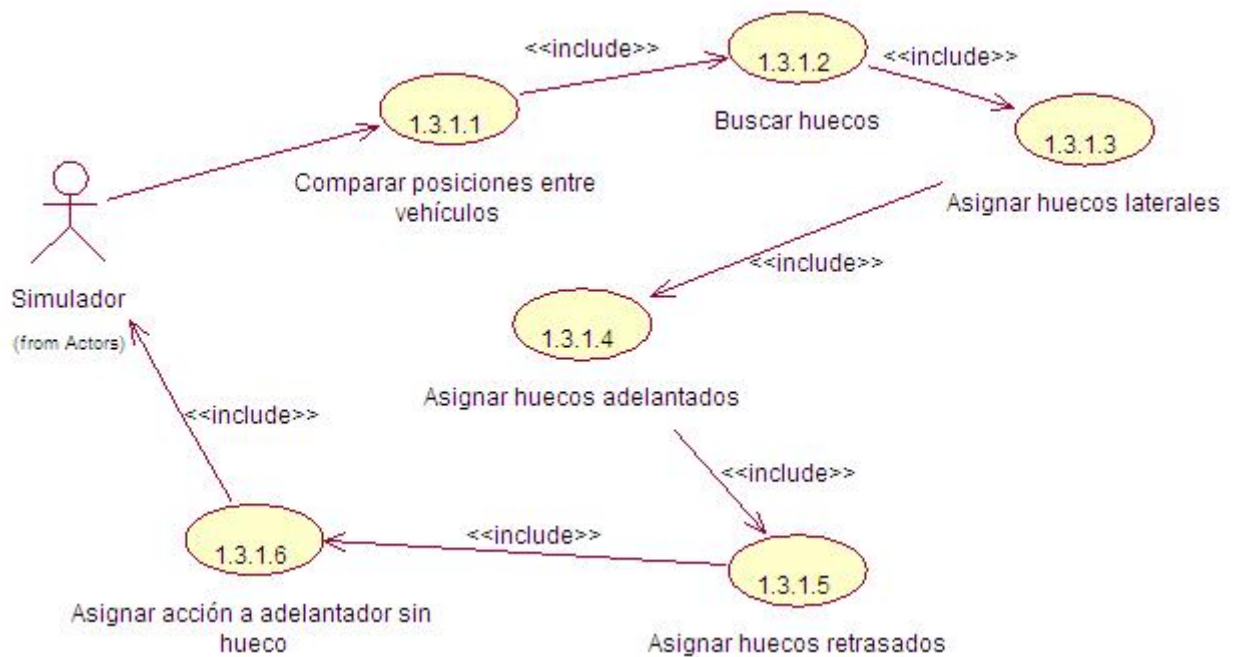 <<include>>
1.3.1.2
<<include>>
1.3.1.1
Buscar huecos
1.3.1.3
Comparar posiciones entre
vehículos
Asignar huecos laterales
<<include>>
Simulador
(from Actors)
1.3.1.4
Asignar huecos adelantados
<<include>>
<<include>>
<<include>>
1.3.1.6
1.3.1.5
Asignar acción a adelantador sin
hueco
Asignar huecos retrasados